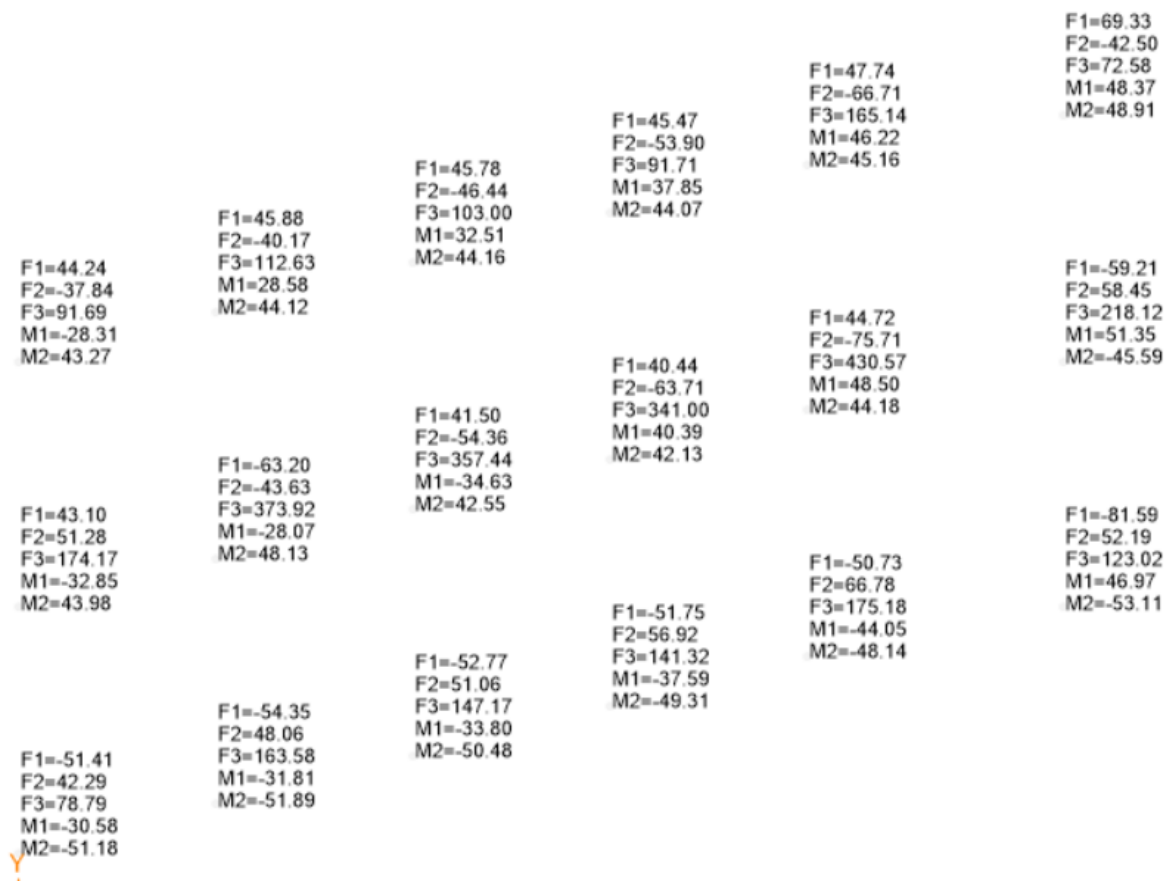 F1=69.33
F2=-42.50
F3=72.58
M1=48.37
M2=48.91
F1=47.74
F2=-66.71
F3=165.14
M1=46.22
M2=45.16
F1=45.47
F2=-53.90
F3=91.71
M1=37.85
M2=44.07
F1=45.78
F2=-46.44
F3=103.00
M1=32.51
M2=44.16
F1=45.88
F2=-40.17
F3=112.63
M1=28.58
M2=44.12
F1=44.24
F2=-37.84
F3=91.69
M1=-28.31
M2=43.27
F1=-59.21
F2=58.45
F3=218.12
M1=51.35
M2=-45.59
F1=44.72
F2=-75.71
F3=430.57
M1=48.50
M2=44.18
F1=40.44
F2=-63.71
F3=341.00
M1=40.39
M2=42.13
F1=41.50
F2=-54.36
F3=357.44
M1=-34.63
M2=42.55
F1=-63.20
F2=-43.63
F3=373.92
M1=-28.07
M2=48.13
F1=43.10
F2=51.28
F3=174.17
M1=-32.85
M2=43.98
F1=-81.59
F2=52.19
F3=123.02
M1=46.97
M2=-53.11
F1=-50.73
F2=66.78
F3=175.18
M1=-44.05
M2=-48.14
F1=-51.75
F2=56.92
F3=141.32
M1=-37.59
M2=-49.31
F1=-52.77
F2=51.06
F3=147.17
M1=-33.80
M2=-50.48
F1=-54.35
F2=48.06
F3=163.58
M1=-31.81
M2=-51.89
F1=-51.41
F2=42.29
F3=78.79
M1=-30.58
M2=-51.18
Y